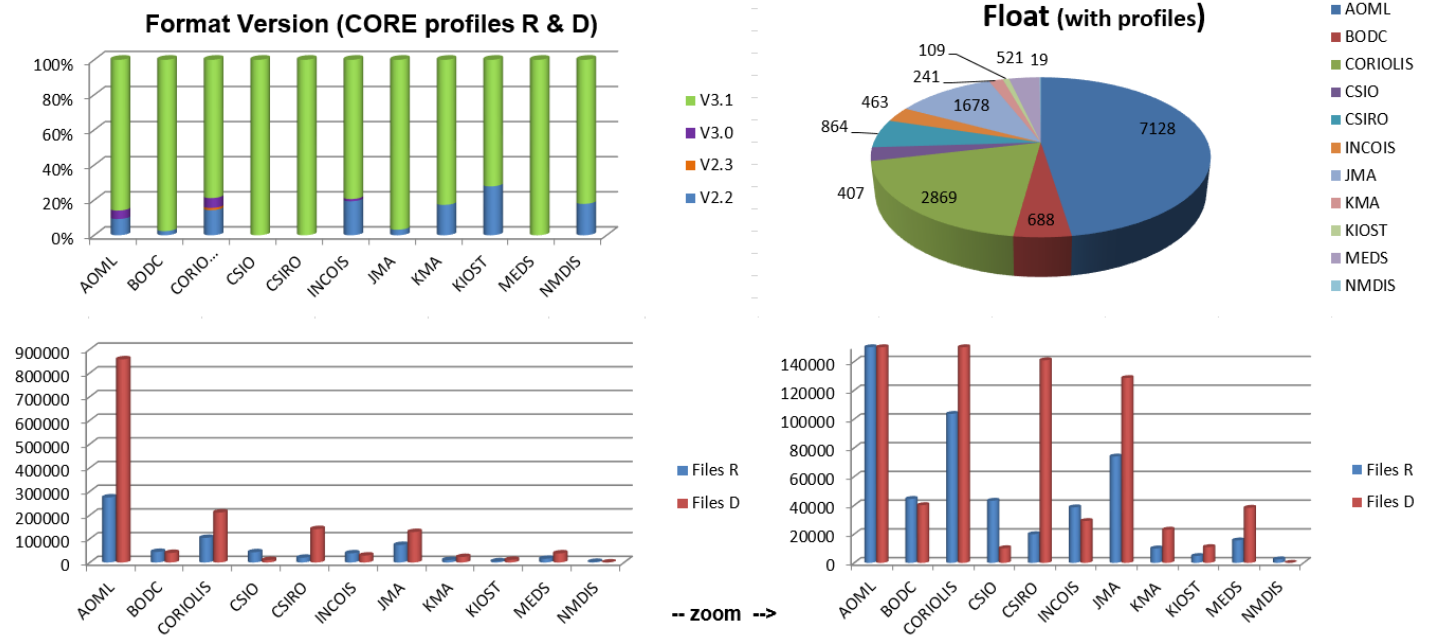 Format Version (CORE profiles R & D)
100%
80%
60%
40%
20%
0%
AOML
BODC
CORIO...
CSIO
CSIRO
INCOIS
JMA
KMA
KIOST
MEDS
NMDIS
V3.1
V3.0
V2.3
V2.2
Float (with profiles)
109
521
19
241
463
1678
864
7128
407
2869
688
AOML
BODC
CORIOLIS
CSIO
CSIRO
INCOIS
JMA
KMA
KIOST
MEDS
NMDIS
900000
800000
700000
600000
500000
400000
300000
200000
100000
0
AOML
BODC
CORIOLIS
CSIO
CSIRO
INCOIS
JMA
KMA
KIOST
MEDS
NMDIS
Files R
Files D
-- zoom -->
140000
120000
100000
80000
60000
40000
20000
0
AOML
BODC
CORIOLIS
CSIO
CSIRO
INCOIS
JMA
KMA
KIOST
MEDS
NMDIS
Files R
Files D